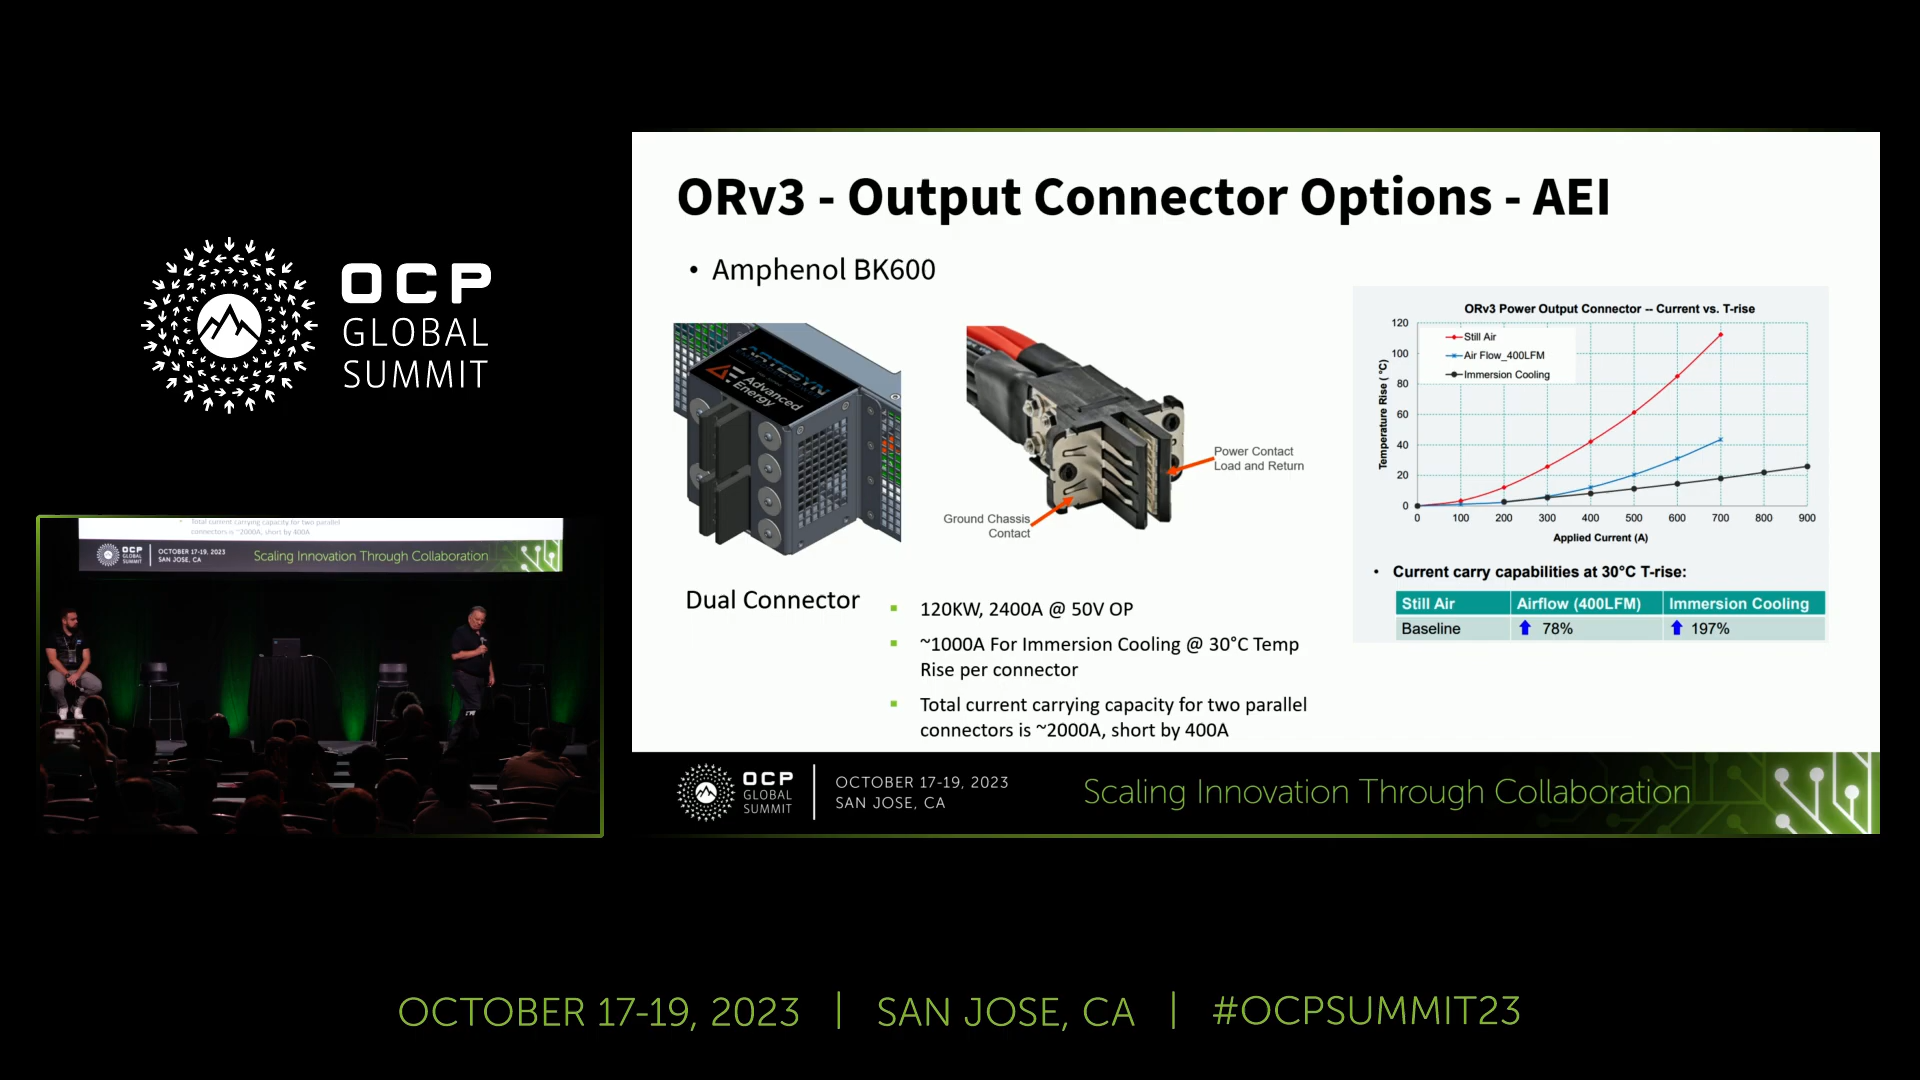 OCP
GLOBAL
SUMMIT
ORv3 - Output Connector Options - AEI
• Amphenol BK600
ARTESYN
Advanced
Energy
Power Contact
Load and Return
Ground Chassis
Contact
ORv3 Power Output Connector -- Current vs. T-rise
Still Air
Air Flow_400LFM
Immersion Cooling
Temperature Rise ( °C)
120
100
80
60
40
20
0
0 100 200 300 400 500 600 700 800 900
Applied Current (A)
• Current carry capabilities at 30°C T-rise:
Still Air Airflow (400LFM) Immersion Cooling
Baseline 78% 197%
Dual Connector
120KW, 2400A @ 50V OP
~1000A For Immersion Cooling @ 30°C Temp
Rise per connector
Total current carrying capacity for two parallel
connectors is ~2000A, short by 400A
OCP
GLOBAL
SUMMIT
OCTOBER 17-19, 2023
SAN JOSE, CA
Scaling Innovation Through Collaboration
Total current carrying capacity for two parallel
connectors is ~2000A, short by 400A
OCP
GLOBAL
SUMMIT
OCTOBER 17-19, 2023
SAN JOSE, CA
Scaling Innovation Through Collaboration
OCTOBER 17-19, 2023 | SAN JOSE, CA | #OCPSUMMIT23